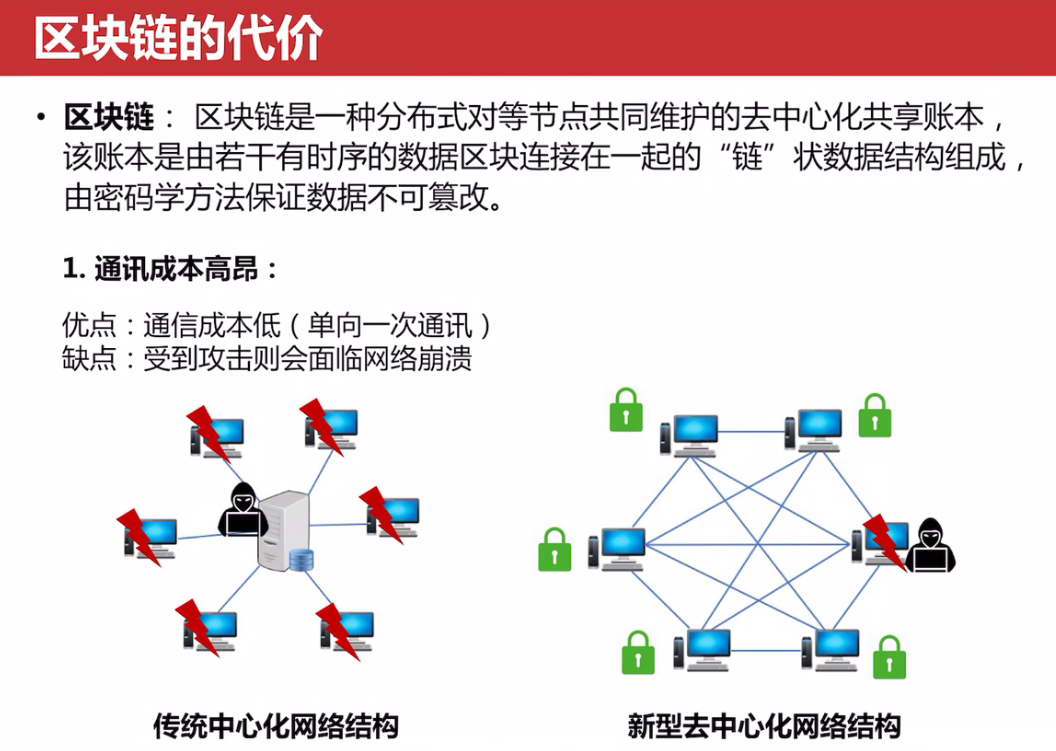 区块链的代价
• 区块链： 区块链是一种分布式对等节点共同维护的去中心化共享账本，
该账本是由若干有时序的数据区块连接在一起的“链”状数据结构组成，
由密码学方法保证数据不可篡改。
1. 通讯成本高昂：
优点：通信成本低（单向一次通讯）
缺点：受到攻击则会面临网络崩溃
传统中心化网络结构
新型去中心化网络结构